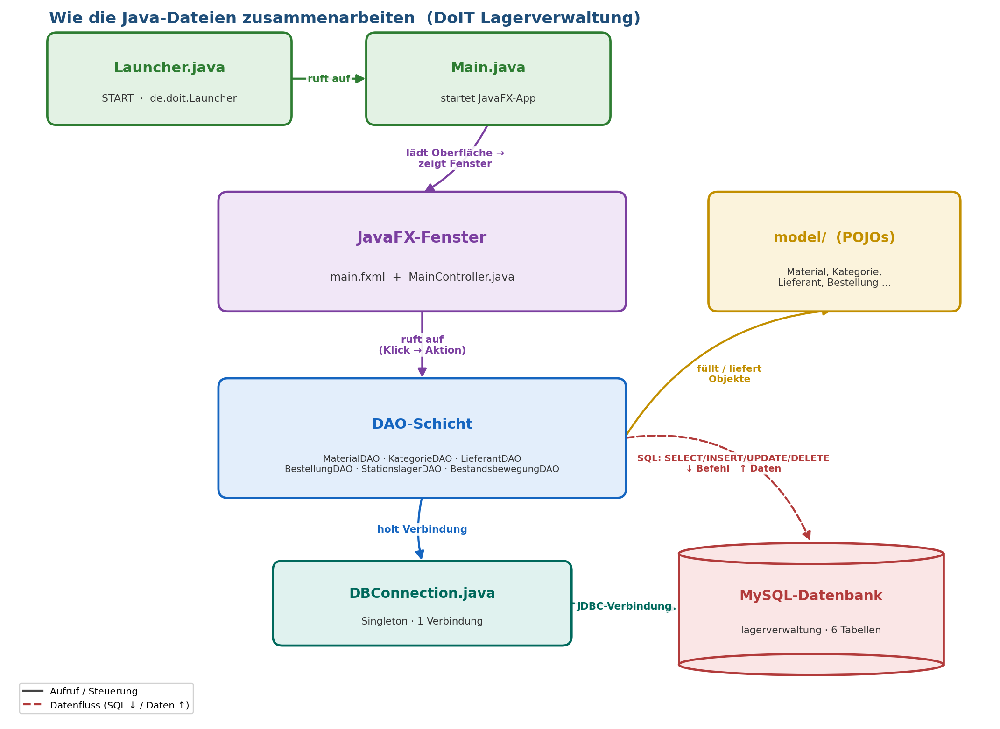 Wie die Java-Dateien zusammenarbeiten  (DoIT Lagerverwaltung)
Launcher.java
START  ·  de.doit.Launcher
ruft auf
Main.java
startet JavaFX-App
lädt Oberfläche →
zeigt Fenster
JavaFX-Fenster
main.fxml  +  MainController.java
model/  (POJOs)
Material, Kategorie,
Lieferant, Bestellung ...
ruft auf
(Klick → Aktion)
füllt / liefert
Objekte
DAO-Schicht
MaterialDAO · KategorieDAO · LieferantDAO
BestellungDAO · StationslagerDAO · BestandsbewegungDAO
SQL: SELECT/INSERT/UPDATE/DELETE
↓ Befehl   ↑ Daten
holt Verbindung
DBConnection.java
Singleton · 1 Verbindung
JDBC-Verbindung
MySQL-Datenbank
lagerverwaltung · 6 Tabellen
Aufruf / Steuerung
Datenfluss (SQL ↓ / Daten ↑)